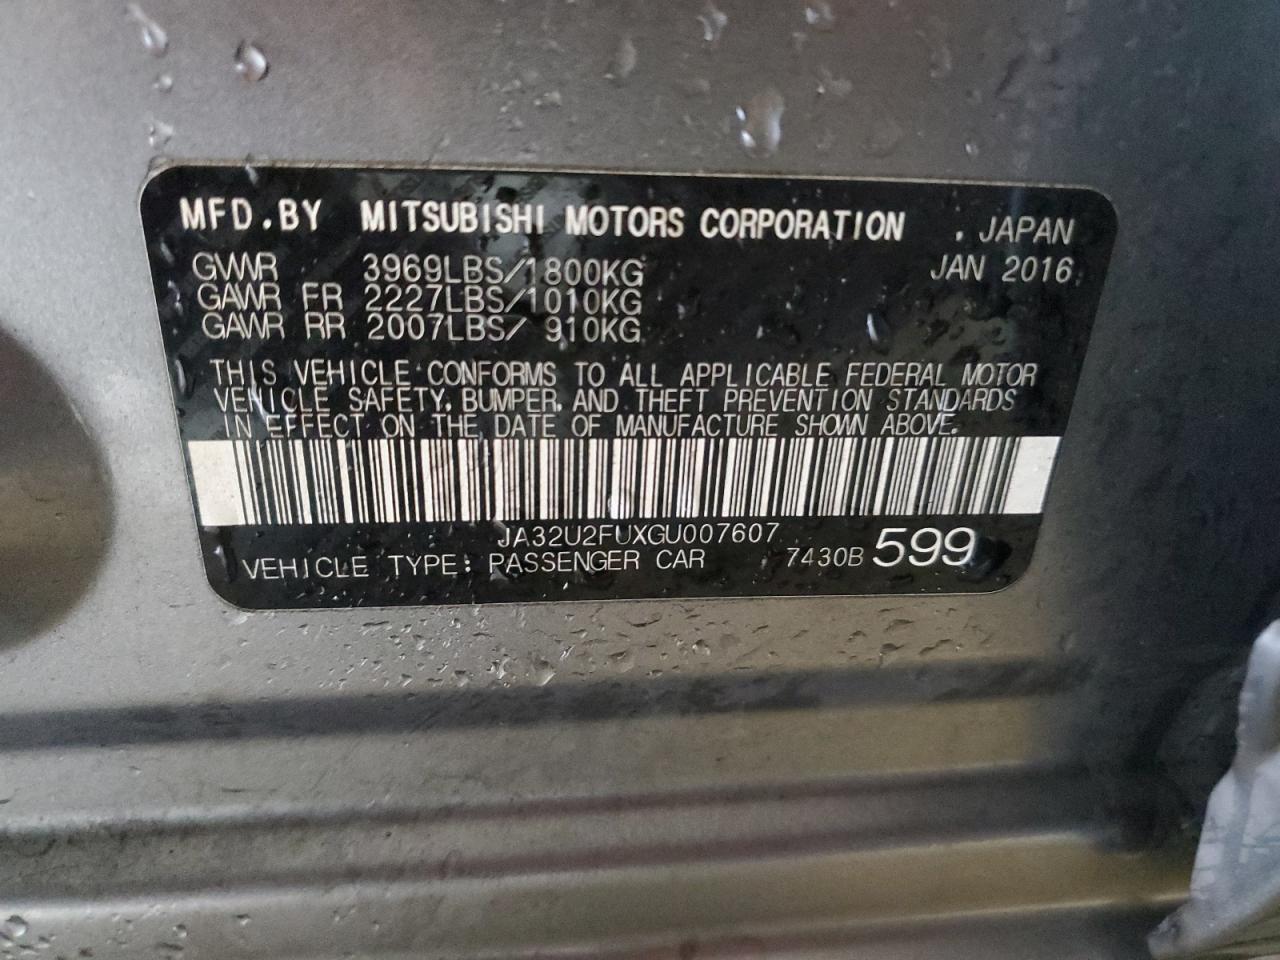 MFD.BY MITSUBISHI MOTORS CORPORATION . JAPAN
GVWR 3969LBS/1800KG JAN 2016
GAWR FR 2227LBS/1010KG
GAWR RR 2007LBS/ 910KG
THIS VEHICLE CONFORMS TO ALL APPLICABLE FEDERAL MOTOR
VEHICLE SAFETY, BUMPER, AND THEFT PREVENTION STANDARDS
IN EFFECT ON THE DATE OF MANUFACTURE SHOWN ABOVE.
JA32U2FUXGU007607
VEHICLE TYPE: PASSENGER CAR 7430B 599